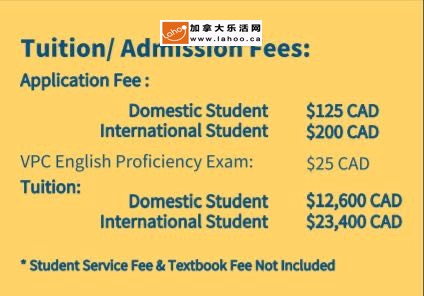 Lahoo
加拿大乐活网
www.lahoo.ca
Tuition/ Admission Fees:
Application Fee :
Domestic Student $125 CAD
International Student $200 CAD
VPC English Proficiency Exam: $25 CAD
Tuition:
Domestic Student $12,600 CAD
International Student $23,400 CAD
* Student Service Fee & Textbook Fee Not Included